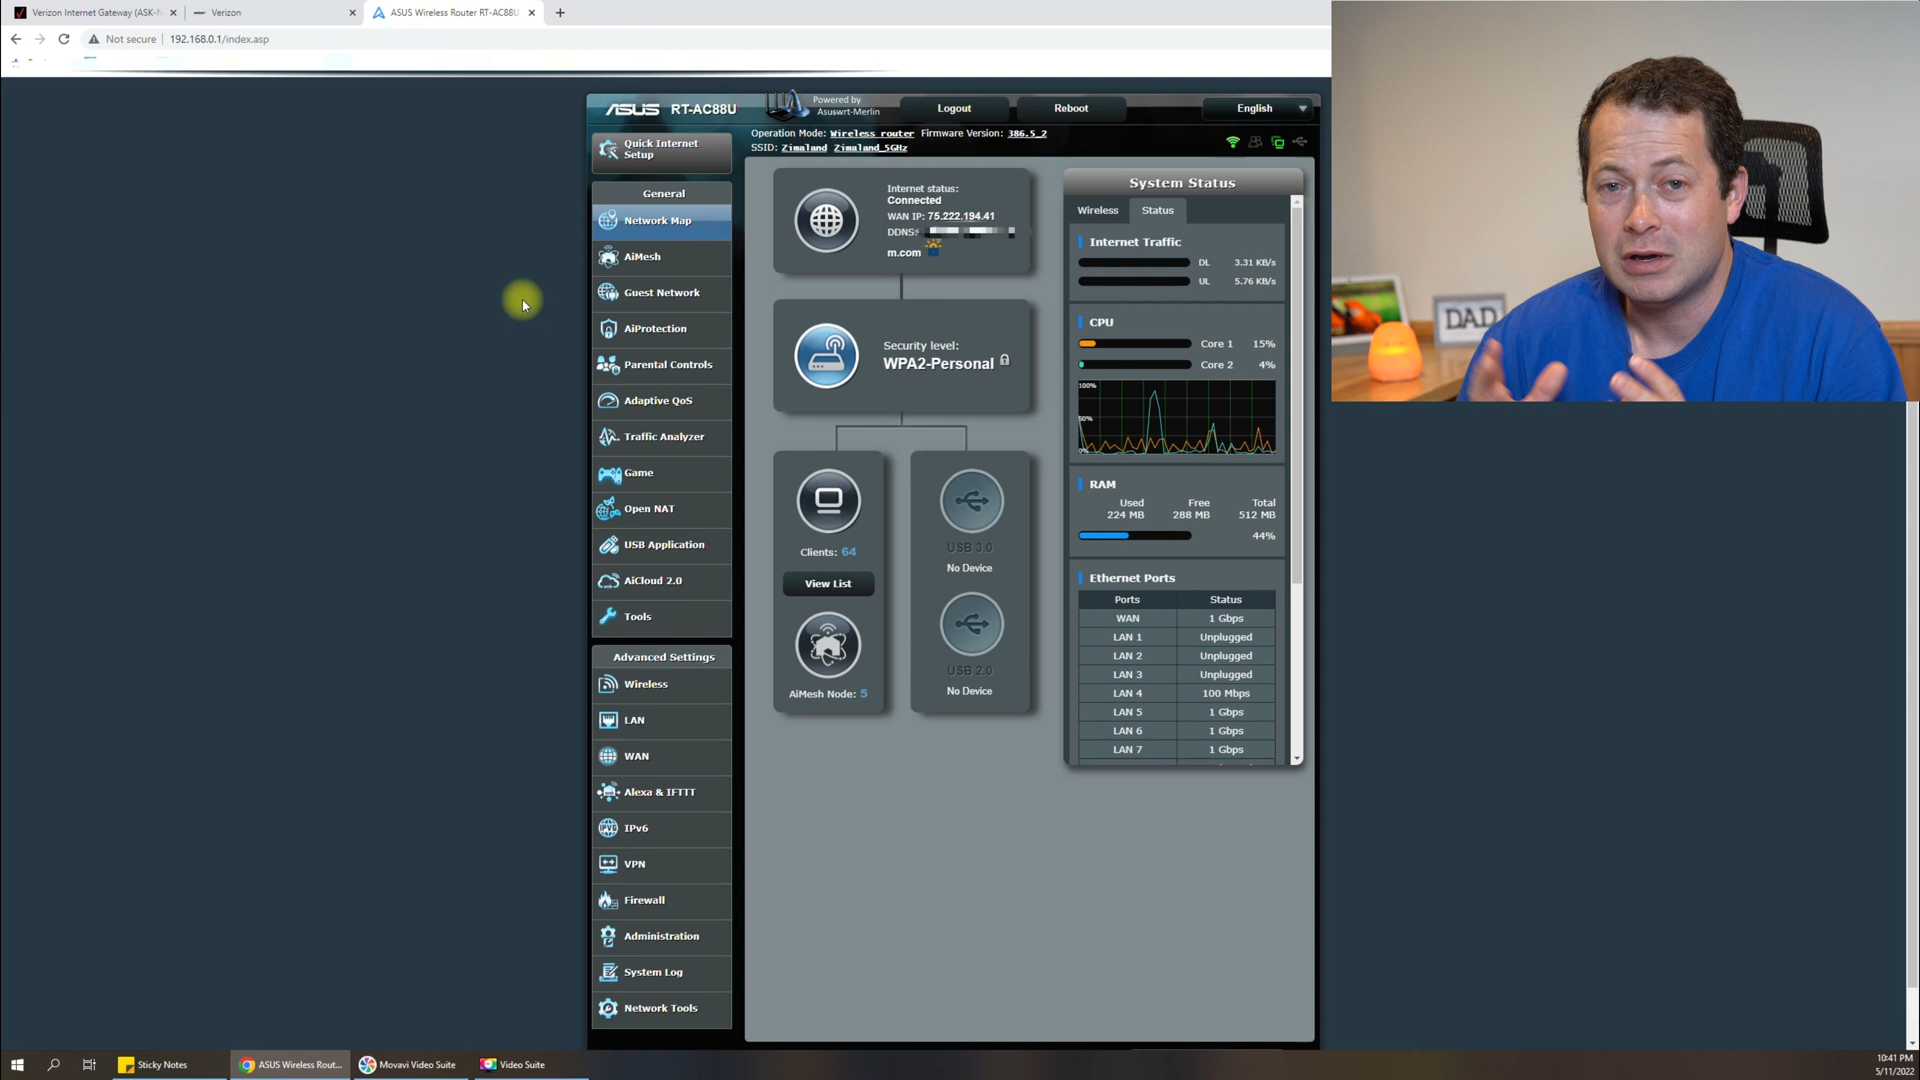 Verizon Internet Gateway (ASK-N
Verizon
ASUS Wireless Router RT-AC88U
Not secure 192.168.0.1/index.asp
ASUS RT-AC88U
Powered by
Asuswrt-Merlin
Logout
Reboot
English
Operation Mode: Wireless router Firmware Version: 386.5_2
SSID: Zimaland Zimaland_5GHz
Quick Internet
Setup
General
Network Map
AiMesh
Guest Network
AiProtection
Parental Controls
Adaptive QoS
Traffic Analyzer
Game
Open NAT
USB Application
AiCloud 2.0
Tools
Advanced Settings
Wireless
LAN
WAN
Alexa & IFTTT
IPv6
VPN
Firewall
Administration
System Log
Network Tools
Internet status:
Connected
WAN IP: 75.222.194.41
DDNS:
m.com
Security level:
WPA2-Personal
Clients: 64
View List
AiMesh Node: 5
USB 3.0
No Device
USB 2.0
No Device
System Status
Wireless Status
Internet Traffic
DL 3.31 KB/s
UL 5.76 KB/s
CPU
Core 1 15%
Core 2 4%
100%
50%
0%
RAM
Used Free Total
224 MB 288 MB 512 MB
44%
Ethernet Ports
Ports Status
WAN 1 Gbps
LAN 1 Unplugged
LAN 2 Unplugged
LAN 3 Unplugged
LAN 4 100 Mbps
LAN 5 1 Gbps
LAN 6 1 Gbps
LAN 7 1 Gbps
DAD
Sticky Notes
ASUS Wireless Rout...
Movavi Video Suite
Video Suite
10:41 PM
5/11/2022